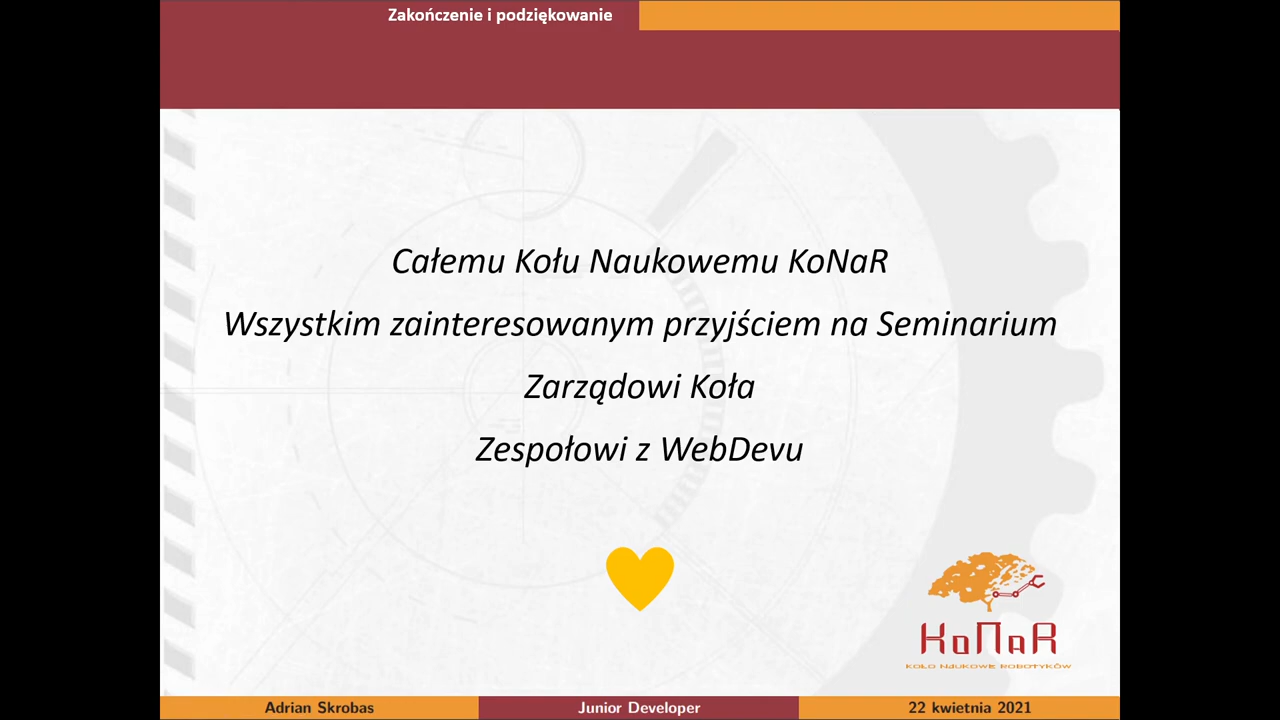 Zakończenie i podziękowanie
Całemu Kołu Naukowemu KoNaR
Wszystkim zainteresowanym przyjściem na Seminarium
Zarządowi Koła
Zespołowi z WebDevu
KoNaR
KOŁO NAUKOWE ROBOTYKÓW
Adrian Skrobas
Junior Developer
22 kwietnia 2021